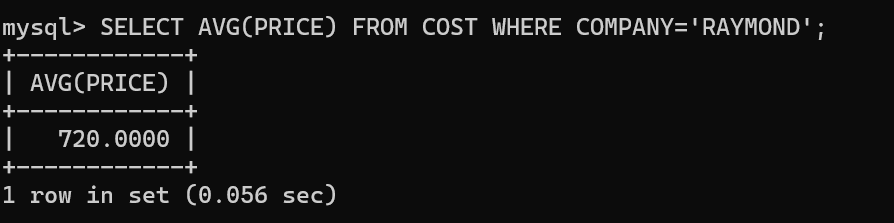 mysql> SELECT AVG(PRICE) FROM COST WHERE COMPANY='RAYMOND';
+------------+
| AVG(PRICE) |
+------------+
|   720.0000 |
+------------+
1 row in set (0.056 sec)